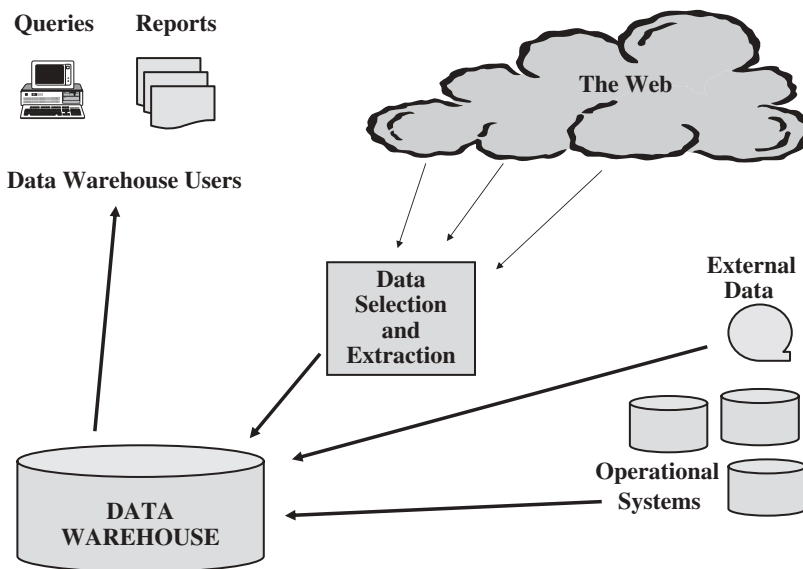 Queries
Reports
The Web
Data Warehouse Users
Data
Selection
and
Extraction
External
Data
Operational
Systems
DATA
WAREHOUSE